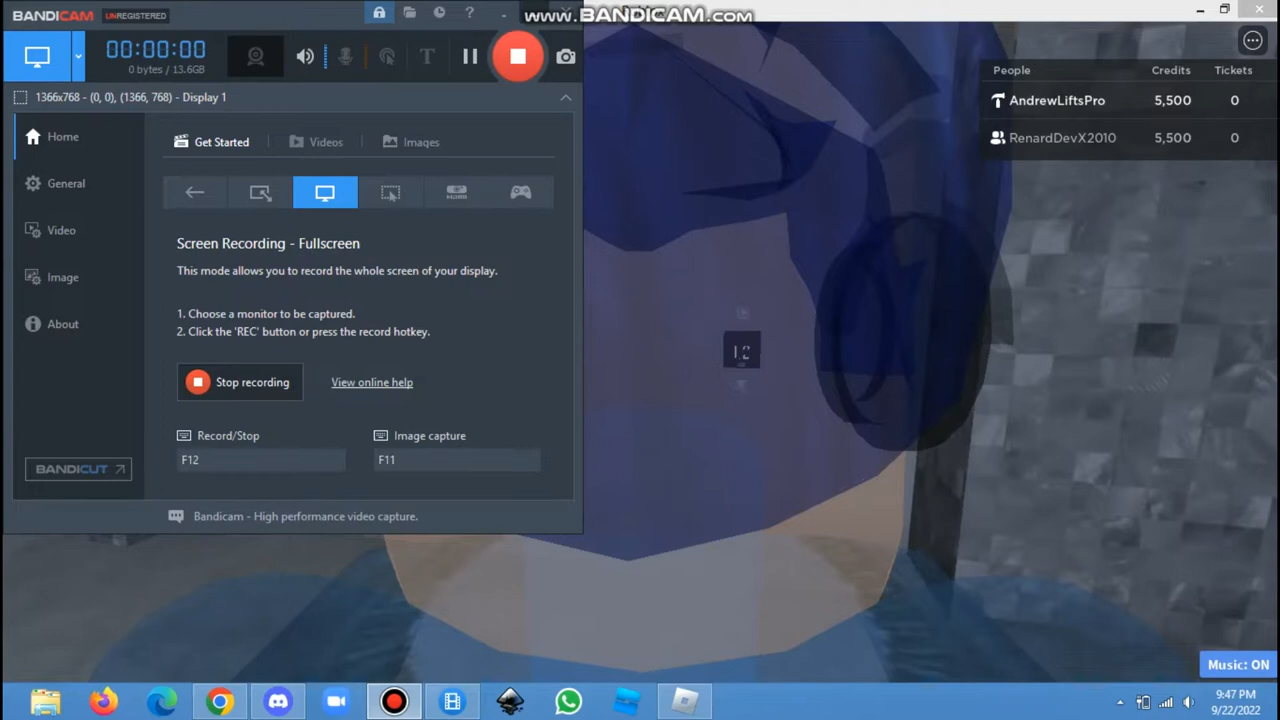 BANDICAM UNREGISTERED
www.BANDICAM.com
00:00:00
0 bytes / 13.6GB
1366x768 - (0, 0), (1366, 768) - Display 1
Home
General
Video
Image
About
BANDICUT
Get Started
Videos
Images
HDMI
Screen Recording - Fullscreen
This mode allows you to record the whole screen of your display.
1. Choose a monitor to be captured.
2. Click the 'REC' button or press the record hotkey.
Stop recording
View online help
Record/Stop
Image capture
F12
F11
Bandicam - High performance video capture.
People Credits Tickets
AndrewLiftsPro 5,500 0
RenardDevX2010 5,500 0
Music: ON
9:47 PM
9/22/2022